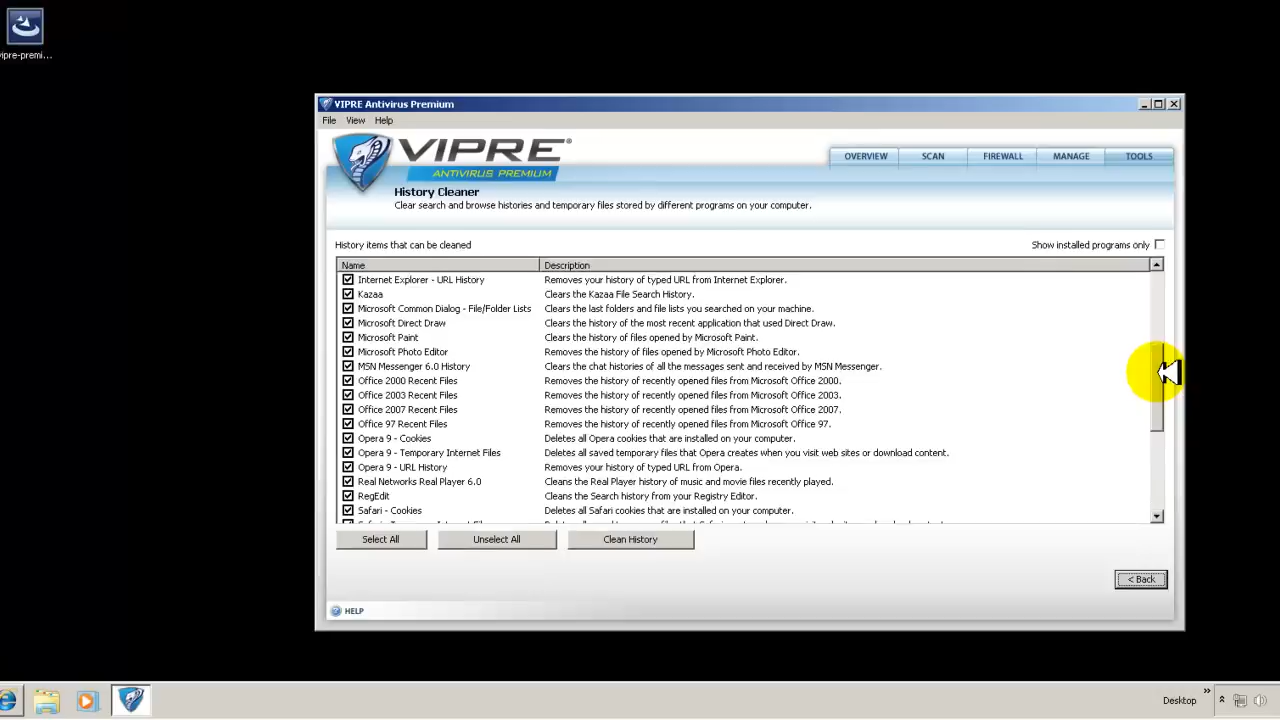 vipre-premi...
VIPRE Antivirus Premium
File View Help
VIPRE®
ANTIVIRUS PREMIUM
OVERVIEW SCAN FIREWALL MANAGE TOOLS
History Cleaner
Clear search and browse histories and temporary files stored by different programs on your computer.
History items that can be cleaned Show installed programs only
Name Description
Internet Explorer - URL History Removes your history of typed URL from Internet Explorer.
Kazaa Clears the Kazaa File Search History.
Microsoft Common Dialog - File/Folder Lists Clears the last folders and file lists you searched on your machine.
Microsoft Direct Draw Clears the history of the most recent application that used Direct Draw.
Microsoft Paint Clears the history of files opened by Microsoft Paint.
Microsoft Photo Editor Removes the history of files opened by Microsoft Photo Editor.
MSN Messenger 6.0 History Clears the chat histories of all the messages sent and received by MSN Messenger.
Office 2000 Recent Files Removes the history of recently opened files from Microsoft Office 2000.
Office 2003 Recent Files Removes the history of recently opened files from Microsoft Office 2003.
Office 2007 Recent Files Removes the history of recently opened files from Microsoft Office 2007.
Office 97 Recent Files Removes the history of recently opened files from Microsoft Office 97.
Opera 9 - Cookies Deletes all Opera cookies that are installed on your computer.
Opera 9 - Temporary Internet Files Deletes all saved temporary files that Opera creates when you visit web sites or download content.
Opera 9 - URL History Removes your history of typed URL from Opera.
Real Networks Real Player 6.0 Cleans the Real Player history of music and movie files recently played.
RegEdit Cleans the Search history from your Registry Editor.
Safari - Cookies Deletes all Safari cookies that are installed on your computer.
Select All Unselect All Clean History
< Back
HELP
Desktop